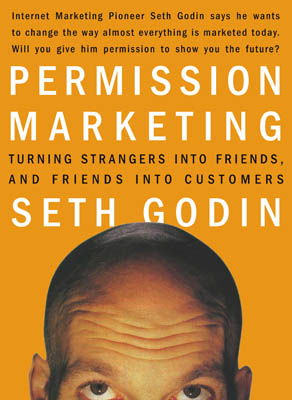 Internet Marketing Pioneer Seth Godin says he wants
to change the way almost everything is marketed today.
Will you give him permission to show you the future?
PERMISSION
MARKETING
TURNING STRANGERS INTO FRIENDS,
AND FRIENDS INTO CUSTOMERS
SETH GODIN